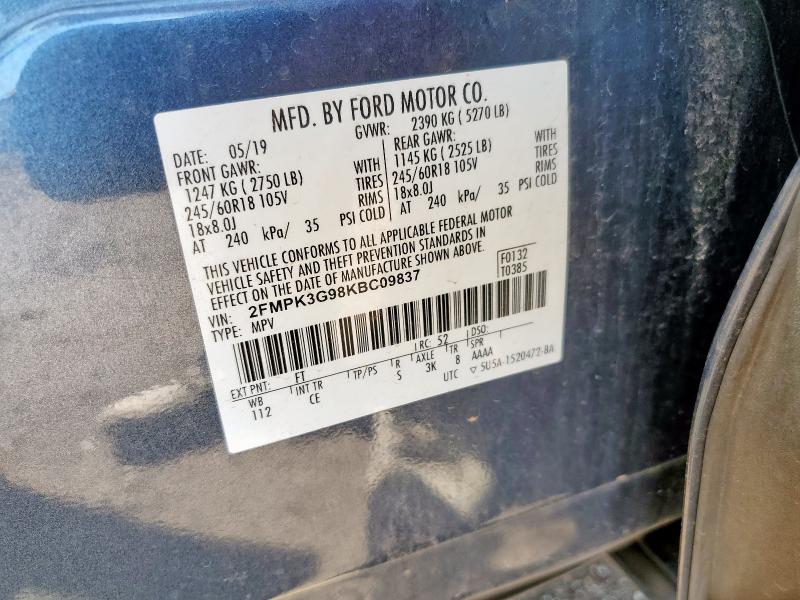 MFD. BY FORD MOTOR CO.
DATE: 05/19 GVWR: 2390 KG ( 5270 LB)
FRONT GAWR: WITH REAR GAWR: WITH
1247 KG ( 2750 LB) TIRES 1145 KG ( 2525 LB) TIRES
245/60R18 105V RIMS 245/60R18 105V RIMS
18x8.0J 18x8.0J
AT 240 kPa/ 35 PSI COLD AT 240 kPa/ 35 PSI COLD
THIS VEHICLE CONFORMS TO ALL APPLICABLE FEDERAL MOTOR
VEHICLE SAFETY AND THEFT PREVENTION STANDARDS IN
EFFECT ON THE DATE OF MANUFACTURE SHOWN ABOVE.
VIN: 2FMPK3G98KBC09837 F0132
TYPE: MPV T0385
EXT PNT: FT RC: 52 DSO:
WB INT TR TP/PS R AXLE TR SPR
112 CE S 3K 8 AAAA
UTC ▽ 5U5A-1520472-BA